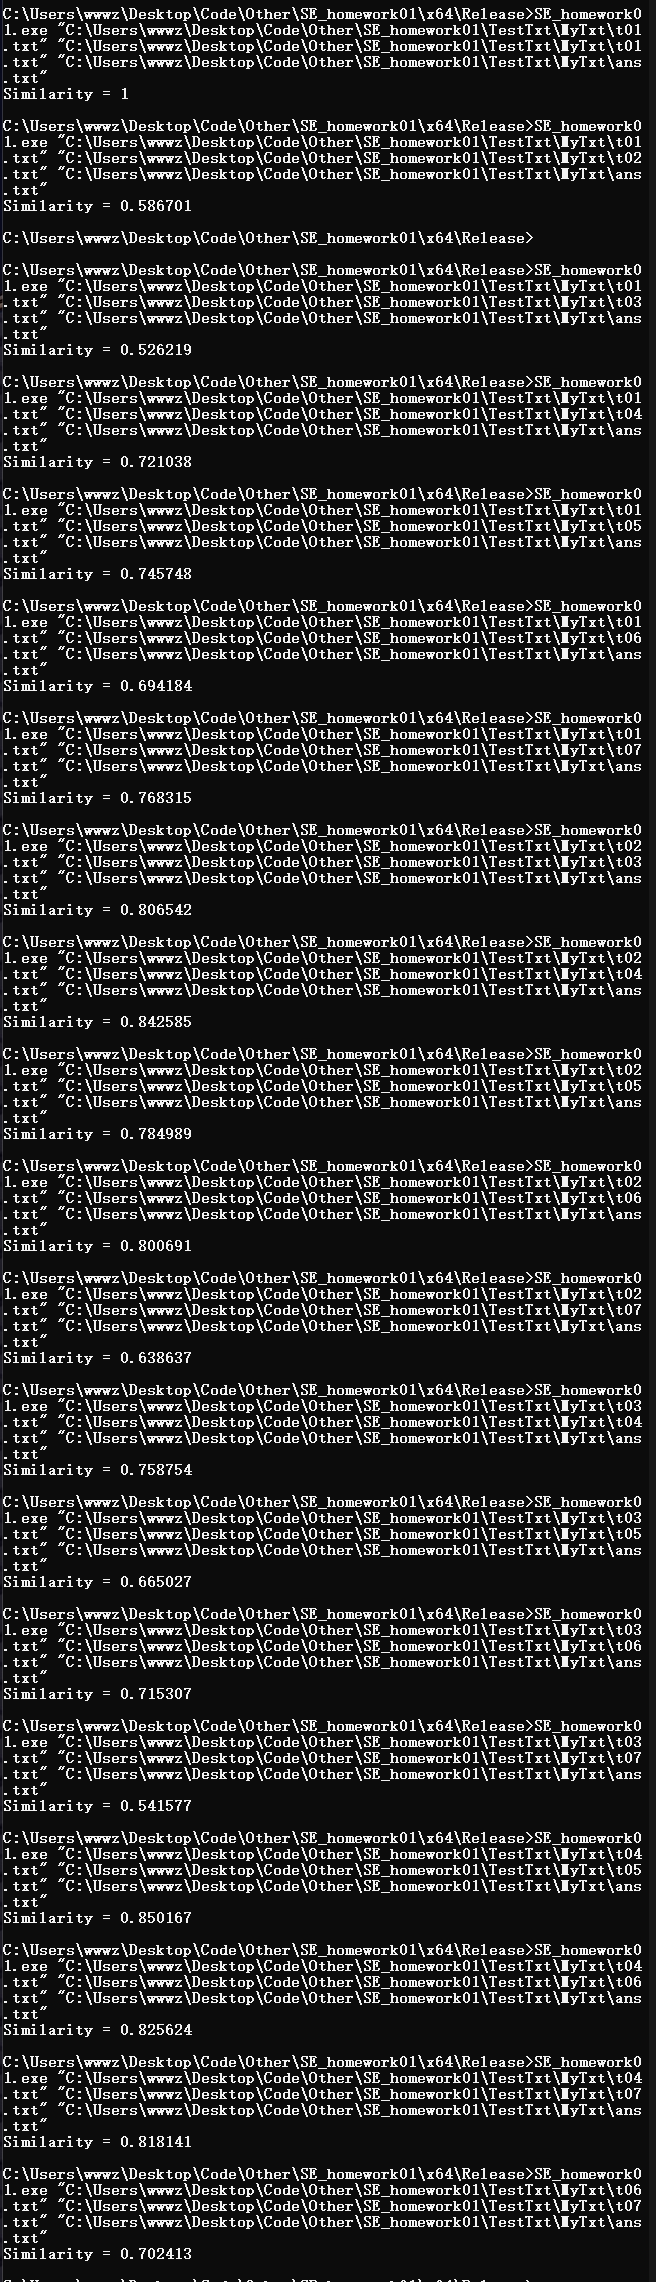 C:\Users\wwwz\Desktop\Code\Other\SE_homework01\x64\Release>SE_homework0
1.exe "C:\Users\wwwz\Desktop\Code\Other\SE_homework01\TestTxt\MyTxt\t01
.txt" "C:\Users\wwwz\Desktop\Code\Other\SE_homework01\TestTxt\MyTxt\t01
.txt" "C:\Users\wwwz\Desktop\Code\Other\SE_homework01\TestTxt\MyTxt\ans
.txt"
Similarity = 1
C:\Users\wwwz\Desktop\Code\Other\SE_homework01\x64\Release>SE_homework0
1.exe "C:\Users\wwwz\Desktop\Code\Other\SE_homework01\TestTxt\MyTxt\t01
.txt" "C:\Users\wwwz\Desktop\Code\Other\SE_homework01\TestTxt\MyTxt\t02
.txt" "C:\Users\wwwz\Desktop\Code\Other\SE_homework01\TestTxt\MyTxt\ans
.txt"
Similarity = 0.586701
C:\Users\wwwz\Desktop\Code\Other\SE_homework01\x64\Release>
C:\Users\wwwz\Desktop\Code\Other\SE_homework01\x64\Release>SE_homework0
1.exe "C:\Users\wwwz\Desktop\Code\Other\SE_homework01\TestTxt\MyTxt\t01
.txt" "C:\Users\wwwz\Desktop\Code\Other\SE_homework01\TestTxt\MyTxt\t03
.txt" "C:\Users\wwwz\Desktop\Code\Other\SE_homework01\TestTxt\MyTxt\ans
.txt"
Similarity = 0.526219
C:\Users\wwwz\Desktop\Code\Other\SE_homework01\x64\Release>SE_homework0
1.exe "C:\Users\wwwz\Desktop\Code\Other\SE_homework01\TestTxt\MyTxt\t01
.txt" "C:\Users\wwwz\Desktop\Code\Other\SE_homework01\TestTxt\MyTxt\t04
.txt" "C:\Users\wwwz\Desktop\Code\Other\SE_homework01\TestTxt\MyTxt\ans
.txt"
Similarity = 0.721038
C:\Users\wwwz\Desktop\Code\Other\SE_homework01\x64\Release>SE_homework0
1.exe "C:\Users\wwwz\Desktop\Code\Other\SE_homework01\TestTxt\MyTxt\t01
.txt" "C:\Users\wwwz\Desktop\Code\Other\SE_homework01\TestTxt\MyTxt\t05
.txt" "C:\Users\wwwz\Desktop\Code\Other\SE_homework01\TestTxt\MyTxt\ans
.txt"
Similarity = 0.745748
C:\Users\wwwz\Desktop\Code\Other\SE_homework01\x64\Release>SE_homework0
1.exe "C:\Users\wwwz\Desktop\Code\Other\SE_homework01\TestTxt\MyTxt\t01
.txt" "C:\Users\wwwz\Desktop\Code\Other\SE_homework01\TestTxt\MyTxt\t06
.txt" "C:\Users\wwwz\Desktop\Code\Other\SE_homework01\TestTxt\MyTxt\ans
.txt"
Similarity = 0.694184
C:\Users\wwwz\Desktop\Code\Other\SE_homework01\x64\Release>SE_homework0
1.exe "C:\Users\wwwz\Desktop\Code\Other\SE_homework01\TestTxt\MyTxt\t01
.txt" "C:\Users\wwwz\Desktop\Code\Other\SE_homework01\TestTxt\MyTxt\t07
.txt" "C:\Users\wwwz\Desktop\Code\Other\SE_homework01\TestTxt\MyTxt\ans
.txt"
Similarity = 0.768315
C:\Users\wwwz\Desktop\Code\Other\SE_homework01\x64\Release>SE_homework0
1.exe "C:\Users\wwwz\Desktop\Code\Other\SE_homework01\TestTxt\MyTxt\t02
.txt" "C:\Users\wwwz\Desktop\Code\Other\SE_homework01\TestTxt\MyTxt\t03
.txt" "C:\Users\wwwz\Desktop\Code\Other\SE_homework01\TestTxt\MyTxt\ans
.txt"
Similarity = 0.806542
C:\Users\wwwz\Desktop\Code\Other\SE_homework01\x64\Release>SE_homework0
1.exe "C:\Users\wwwz\Desktop\Code\Other\SE_homework01\TestTxt\MyTxt\t02
.txt" "C:\Users\wwwz\Desktop\Code\Other\SE_homework01\TestTxt\MyTxt\t04
.txt" "C:\Users\wwwz\Desktop\Code\Other\SE_homework01\TestTxt\MyTxt\ans
.txt"
Similarity = 0.842585
C:\Users\wwwz\Desktop\Code\Other\SE_homework01\x64\Release>SE_homework0
1.exe "C:\Users\wwwz\Desktop\Code\Other\SE_homework01\TestTxt\MyTxt\t02
.txt" "C:\Users\wwwz\Desktop\Code\Other\SE_homework01\TestTxt\MyTxt\t05
.txt" "C:\Users\wwwz\Desktop\Code\Other\SE_homework01\TestTxt\MyTxt\ans
.txt"
Similarity = 0.784989
C:\Users\wwwz\Desktop\Code\Other\SE_homework01\x64\Release>SE_homework0
1.exe "C:\Users\wwwz\Desktop\Code\Other\SE_homework01\TestTxt\MyTxt\t02
.txt" "C:\Users\wwwz\Desktop\Code\Other\SE_homework01\TestTxt\MyTxt\t06
.txt" "C:\Users\wwwz\Desktop\Code\Other\SE_homework01\TestTxt\MyTxt\ans
.txt"
Similarity = 0.800691
C:\Users\wwwz\Desktop\Code\Other\SE_homework01\x64\Release>SE_homework0
1.exe "C:\Users\wwwz\Desktop\Code\Other\SE_homework01\TestTxt\MyTxt\t02
.txt" "C:\Users\wwwz\Desktop\Code\Other\SE_homework01\TestTxt\MyTxt\t07
.txt" "C:\Users\wwwz\Desktop\Code\Other\SE_homework01\TestTxt\MyTxt\ans
.txt"
Similarity = 0.638637
C:\Users\wwwz\Desktop\Code\Other\SE_homework01\x64\Release>SE_homework0
1.exe "C:\Users\wwwz\Desktop\Code\Other\SE_homework01\TestTxt\MyTxt\t03
.txt" "C:\Users\wwwz\Desktop\Code\Other\SE_homework01\TestTxt\MyTxt\t04
.txt" "C:\Users\wwwz\Desktop\Code\Other\SE_homework01\TestTxt\MyTxt\ans
.txt"
Similarity = 0.758754
C:\Users\wwwz\Desktop\Code\Other\SE_homework01\x64\Release>SE_homework0
1.exe "C:\Users\wwwz\Desktop\Code\Other\SE_homework01\TestTxt\MyTxt\t03
.txt" "C:\Users\wwwz\Desktop\Code\Other\SE_homework01\TestTxt\MyTxt\t05
.txt" "C:\Users\wwwz\Desktop\Code\Other\SE_homework01\TestTxt\MyTxt\ans
.txt"
Similarity = 0.665027
C:\Users\wwwz\Desktop\Code\Other\SE_homework01\x64\Release>SE_homework0
1.exe "C:\Users\wwwz\Desktop\Code\Other\SE_homework01\TestTxt\MyTxt\t03
.txt" "C:\Users\wwwz\Desktop\Code\Other\SE_homework01\TestTxt\MyTxt\t06
.txt" "C:\Users\wwwz\Desktop\Code\Other\SE_homework01\TestTxt\MyTxt\ans
.txt"
Similarity = 0.715307
C:\Users\wwwz\Desktop\Code\Other\SE_homework01\x64\Release>SE_homework0
1.exe "C:\Users\wwwz\Desktop\Code\Other\SE_homework01\TestTxt\MyTxt\t03
.txt" "C:\Users\wwwz\Desktop\Code\Other\SE_homework01\TestTxt\MyTxt\t07
.txt" "C:\Users\wwwz\Desktop\Code\Other\SE_homework01\TestTxt\MyTxt\ans
.txt"
Similarity = 0.541577
C:\Users\wwwz\Desktop\Code\Other\SE_homework01\x64\Release>SE_homework0
1.exe "C:\Users\wwwz\Desktop\Code\Other\SE_homework01\TestTxt\MyTxt\t04
.txt" "C:\Users\wwwz\Desktop\Code\Other\SE_homework01\TestTxt\MyTxt\t05
.txt" "C:\Users\wwwz\Desktop\Code\Other\SE_homework01\TestTxt\MyTxt\ans
.txt"
Similarity = 0.850167
C:\Users\wwwz\Desktop\Code\Other\SE_homework01\x64\Release>SE_homework0
1.exe "C:\Users\wwwz\Desktop\Code\Other\SE_homework01\TestTxt\MyTxt\t04
.txt" "C:\Users\wwwz\Desktop\Code\Other\SE_homework01\TestTxt\MyTxt\t06
.txt" "C:\Users\wwwz\Desktop\Code\Other\SE_homework01\TestTxt\MyTxt\ans
.txt"
Similarity = 0.825624
C:\Users\wwwz\Desktop\Code\Other\SE_homework01\x64\Release>SE_homework0
1.exe "C:\Users\wwwz\Desktop\Code\Other\SE_homework01\TestTxt\MyTxt\t04
.txt" "C:\Users\wwwz\Desktop\Code\Other\SE_homework01\TestTxt\MyTxt\t07
.txt" "C:\Users\wwwz\Desktop\Code\Other\SE_homework01\TestTxt\MyTxt\ans
.txt"
Similarity = 0.818141
C:\Users\wwwz\Desktop\Code\Other\SE_homework01\x64\Release>SE_homework0
1.exe "C:\Users\wwwz\Desktop\Code\Other\SE_homework01\TestTxt\MyTxt\t06
.txt" "C:\Users\wwwz\Desktop\Code\Other\SE_homework01\TestTxt\MyTxt\t07
.txt" "C:\Users\wwwz\Desktop\Code\Other\SE_homework01\TestTxt\MyTxt\ans
.txt"
Similarity = 0.702413